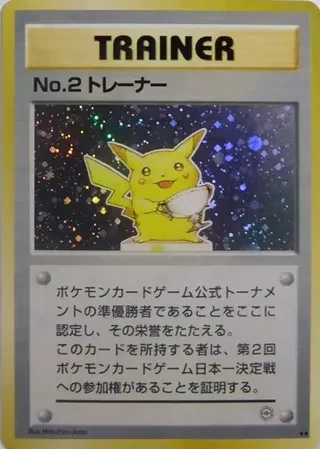 TRAINER
No.2トレーナー
ポケモンカードゲーム公式トーナメ
ントの準優勝者であることをここに
認定し、その栄誉をたたえる。
このカードを所持する者は、第2回
ポケモンカードゲーム日本一決定戦
への参加権があることを証明する。
Illus. Mitsuhiro Arita